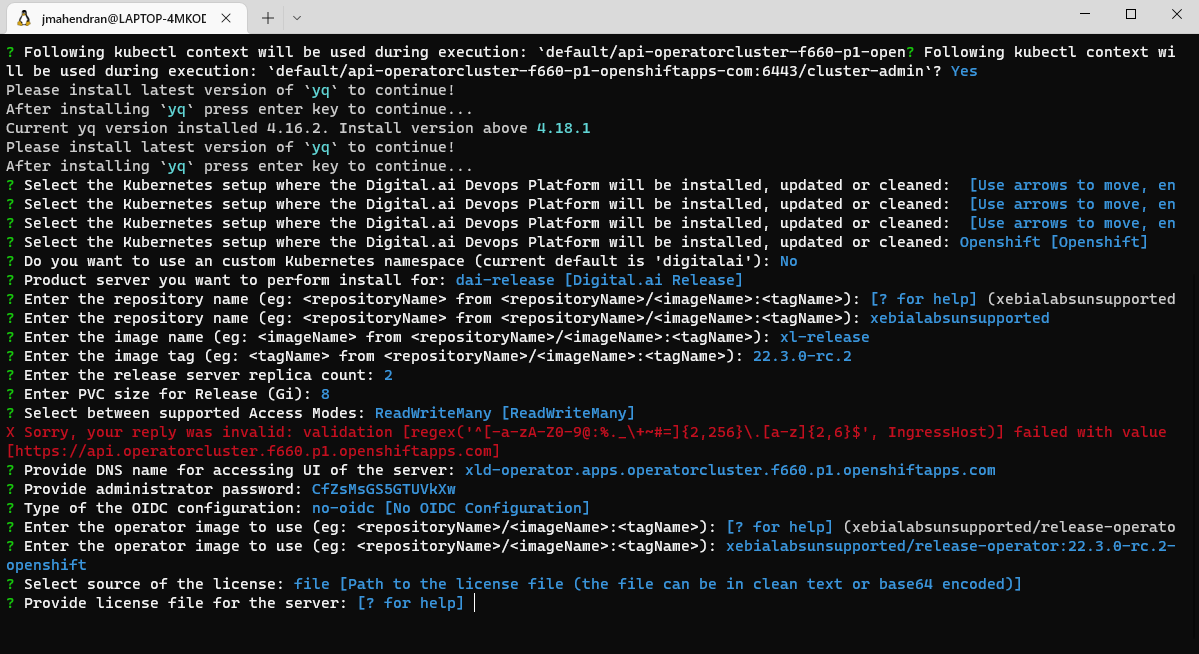 jmahendran@LAPTOP-4MKOD
? Following kubectl context will be used during execution: `default/api-operatorcluster-f660-p1-open? Following kubectl context wi
ll be used during execution: `default/api-operatorcluster-f660-p1-openshiftapps-com:6443/cluster-admin`? Yes
Please install latest version of `yq` to continue!
After installing `yq` press enter key to continue...
Current yq version installed 4.16.2. Install version above 4.18.1
Please install latest version of `yq` to continue!
After installing `yq` press enter key to continue...
? Select the Kubernetes setup where the Digital.ai Devops Platform will be installed, updated or cleaned:  [Use arrows to move, en
? Select the Kubernetes setup where the Digital.ai Devops Platform will be installed, updated or cleaned:  [Use arrows to move, en
? Select the Kubernetes setup where the Digital.ai Devops Platform will be installed, updated or cleaned:  [Use arrows to move, en
? Select the Kubernetes setup where the Digital.ai Devops Platform will be installed, updated or cleaned: Openshift [Openshift]
? Do you want to use an custom Kubernetes namespace (current default is 'digitalai'): No
? Product server you want to perform install for: dai-release [Digital.ai Release]
? Enter the repository name (eg: <repositoryName> from <repositoryName>/<imageName>:<tagName>): [? for help] (xebialabsunsupported
? Enter the repository name (eg: <repositoryName> from <repositoryName>/<imageName>:<tagName>): xebialabsunsupported
? Enter the image name (eg: <imageName> from <repositoryName>/<imageName>:<tagName>): xl-release
? Enter the image tag (eg: <tagName> from <repositoryName>/<imageName>:<tagName>): 22.3.0-rc.2
? Enter the release server replica count: 2
? Enter PVC size for Release (Gi): 8
? Select between supported Access Modes: ReadWriteMany [ReadWriteMany]
X Sorry, your reply was invalid: validation [regex('^[-a-zA-Z0-9@:%._\+~#=]{2,256}\.[a-z]{2,6}$', IngressHost)] failed with value
[https://api.operatorcluster.f660.p1.openshiftapps.com]
? Provide DNS name for accessing UI of the server: xld-operator.apps.operatorcluster.f660.p1.openshiftapps.com
? Provide administrator password: CfZsMsGS5GTUVkXw
? Type of the OIDC configuration: no-oidc [No OIDC Configuration]
? Enter the operator image to use (eg: <repositoryName>/<imageName>:<tagName>): [? for help] (xebialabsunsupported/release-operato
? Enter the operator image to use (eg: <repositoryName>/<imageName>:<tagName>): xebialabsunsupported/release-operator:22.3.0-rc.2-
openshift
? Select source of the license: file [Path to the license file (the file can be in clean text or base64 encoded)]
? Provide license file for the server: [? for help]